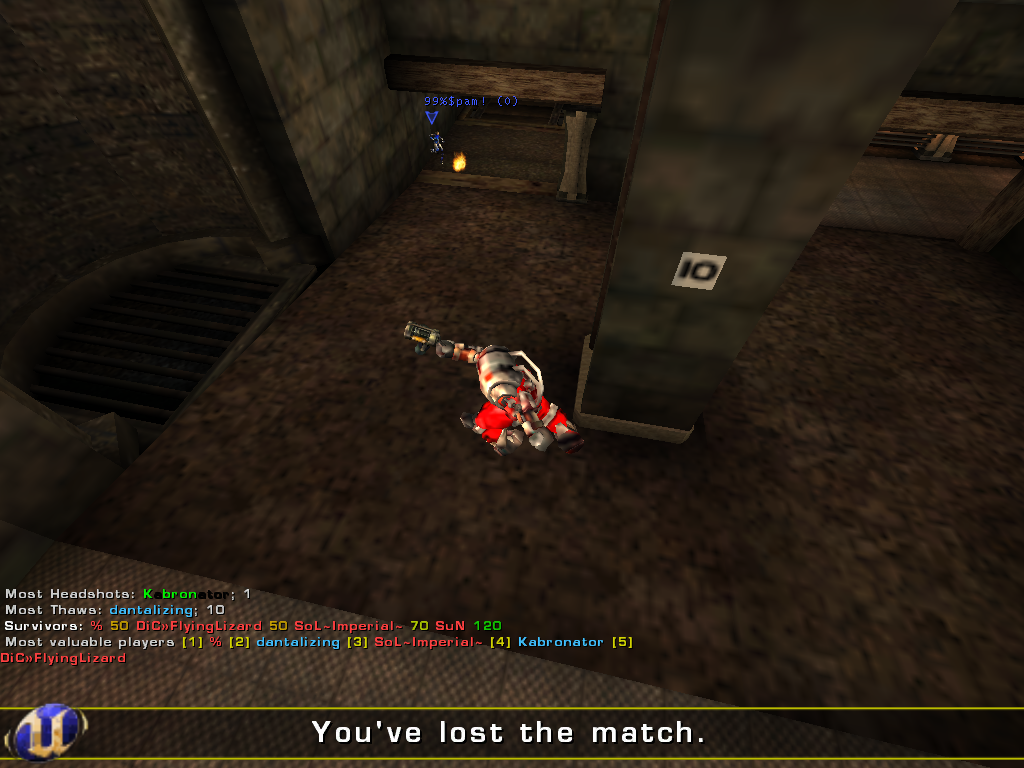 99%$pam! (0)
10
Most Headshots: Kabronator; 1
Most Thaws: dantalizing; 10
Survivors: % 50 DiC»FlyingLizard 50 SoL~Imperial~ 70 SuN 120
Most valuable players [1] % [2] dantalizing [3] SoL~Imperial~ [4] Kabronator [5]
DiC»FlyingLizard
U
You've lost the match.